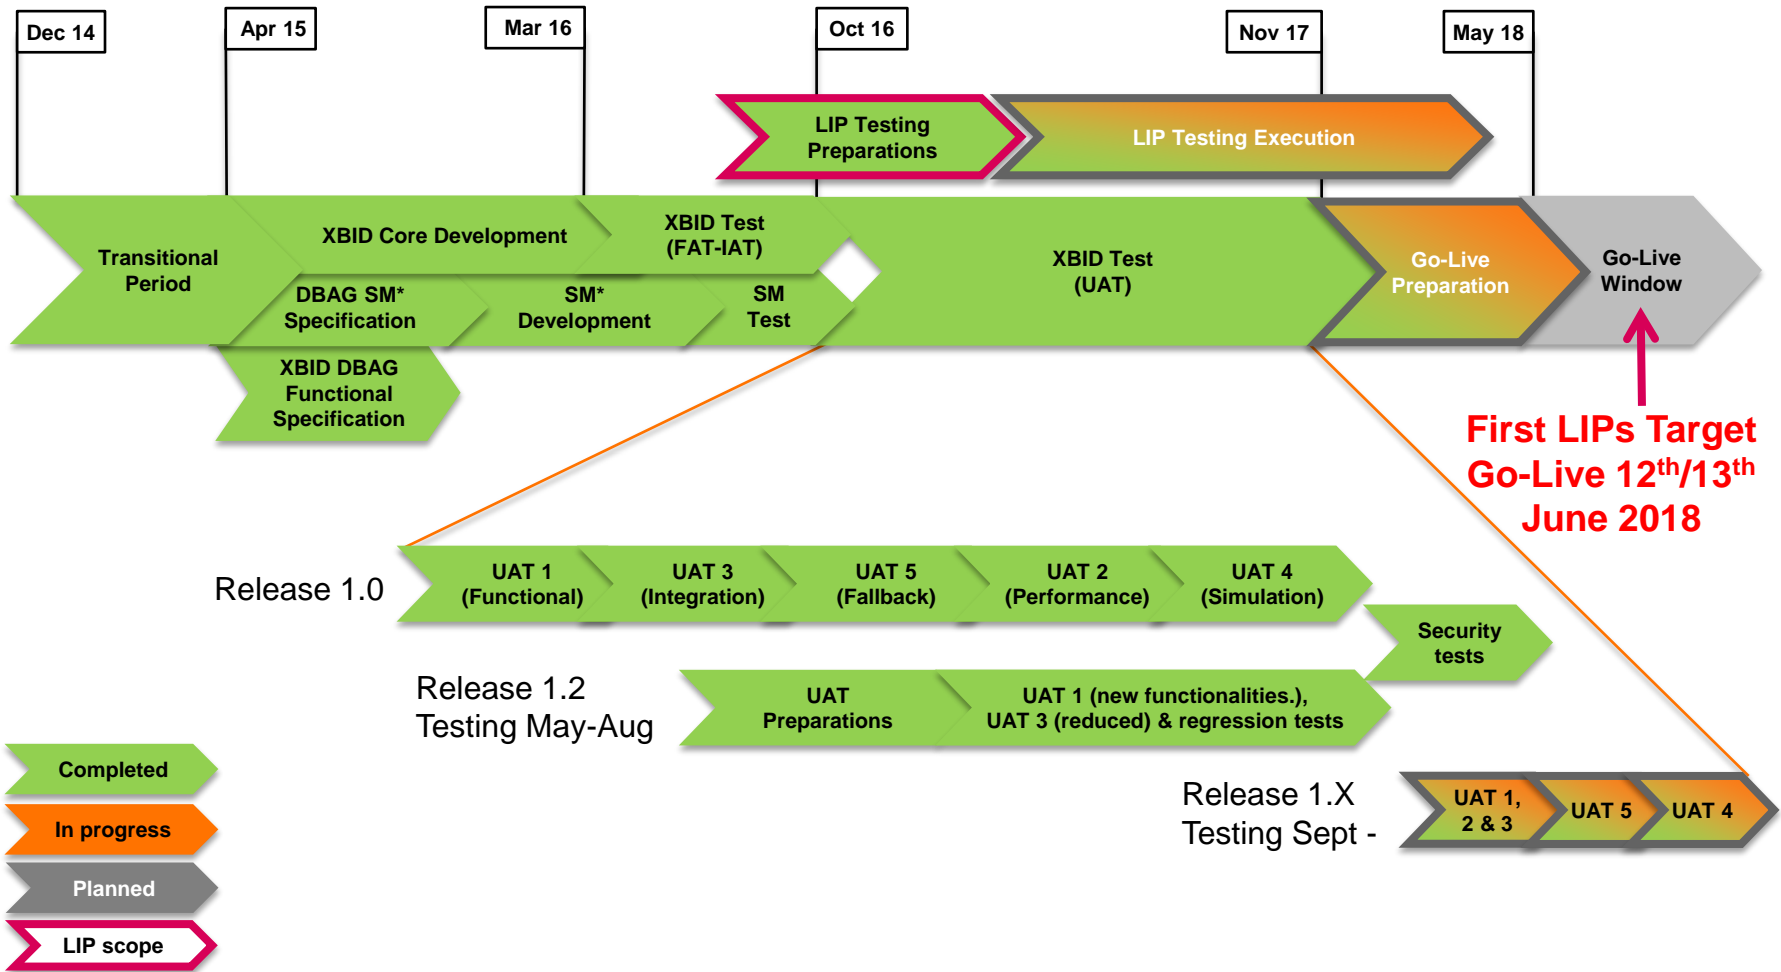 Dec 14
Apr 15
Mar 16
Oct 16
Nov 17
May 18
LIP Testing
Preparations
LIP Testing Execution
Transitional
Period
XBID Core Development
XBID Test
(FAT-IAT)
DBAG SM*
Specification
SM*
Development
SM
Test
XBID DBAG
Functional
Specification
XBID Test
(UAT)
Go-Live
Preparation
Go-Live
Window
First LIPs Target
Go-Live 12th/13th
June 2018
Release 1.0
UAT 1
(Functional)
UAT 3
(Integration)
UAT 5
(Fallback)
UAT 2
(Performance)
UAT 4
(Simulation)
Security
tests
Release 1.2
Testing May-Aug
UAT
Preparations
UAT 1 (new functionalities.),
UAT 3 (reduced) & regression tests
Release 1.X
Testing Sept -
UAT 1,
2 & 3
UAT 5
UAT 4
Completed
In progress
Planned
LIP scope